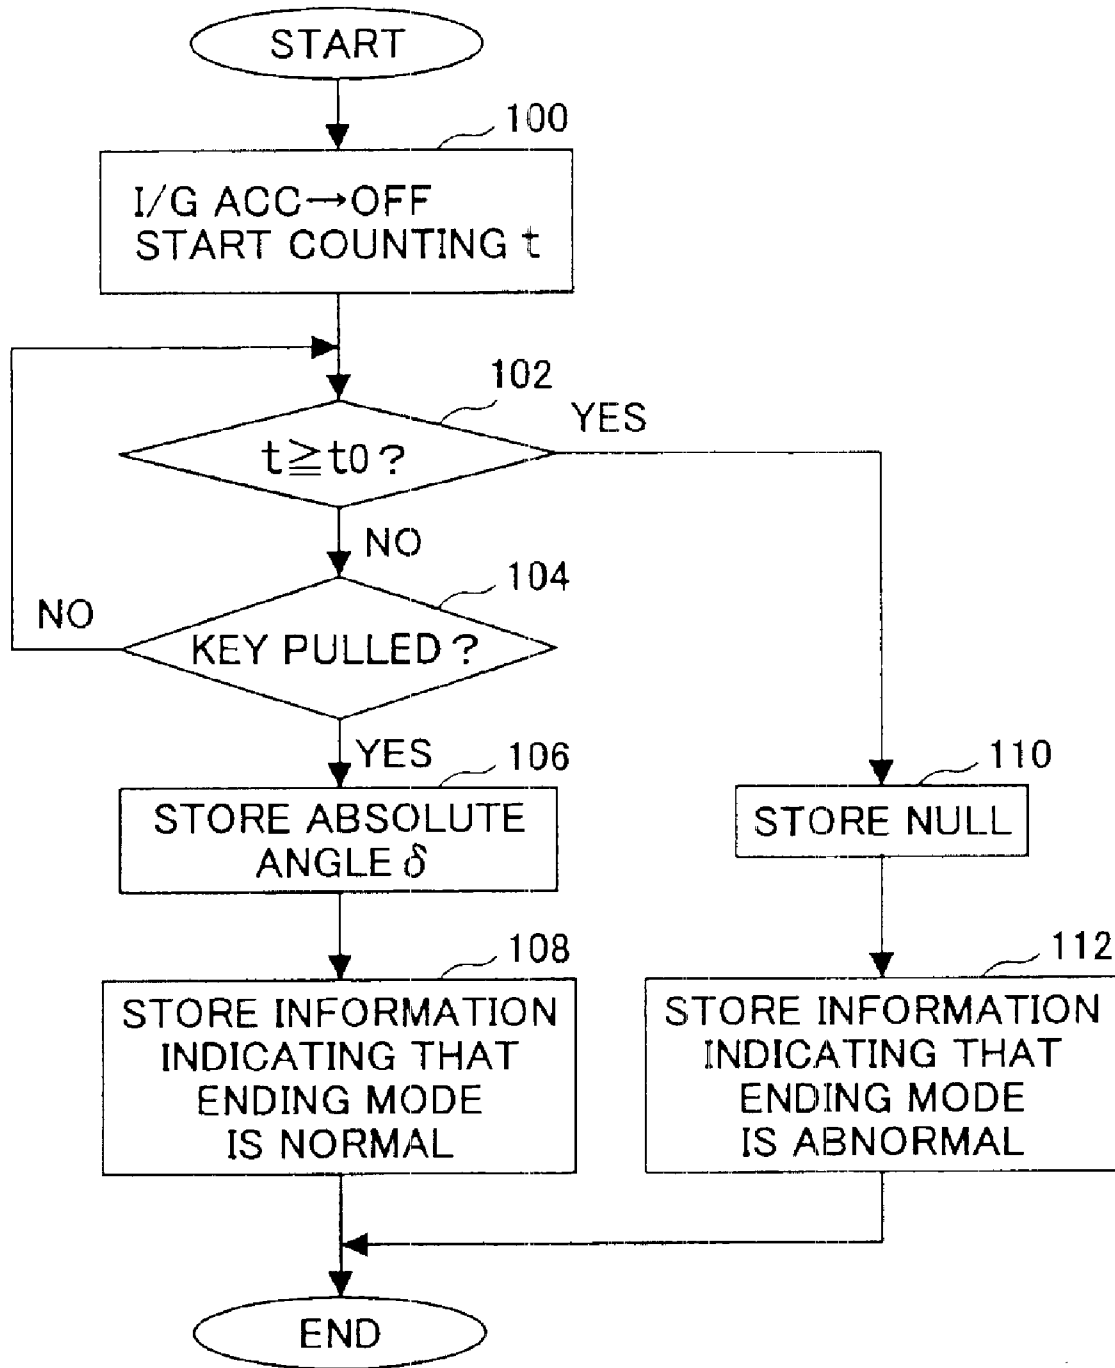 START
100
I/G ACC→OFF
START COUNTING t
102
YES
t≧t0?
NO
104
NO
KEY PULLED?
YES
106
110
STORE ABSOLUTE
ANGLE δ
STORE NULL
108
112
STORE INFORMATION
INDICATING THAT
ENDING MODE
IS NORMAL
STORE INFORMATION
INDICATING THAT
ENDING MODE
IS ABNORMAL
END